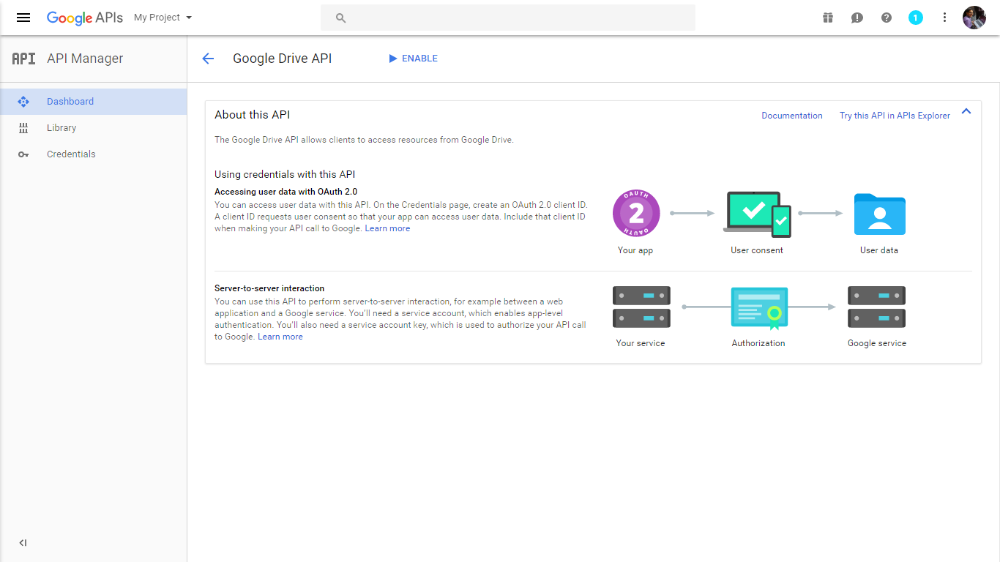 Google APIs My Project
1
API API Manager
Google Drive API ENABLE
Dashboard
Library
Credentials
About this API
Documentation Try this API in APIs Explorer
The Google Drive API allows clients to access resources from Google Drive.
Using credentials with this API
Accessing user data with OAuth 2.0
You can access user data with this API. On the Credentials page, create an OAuth 2.0 client ID.
A client ID requests user consent so that your app can access user data. Include that client ID
when making your API call to Google. Learn more
OAUTH
2
OAUTH
Your app User consent User data
Server-to-server interaction
You can use this API to perform server-to-server interaction, for example between a web
application and a Google service. You'll need a service account, which enables app-level
authentication. You'll also need a service account key, which is used to authorize your API call
to Google. Learn more
Your service Authorization Google service